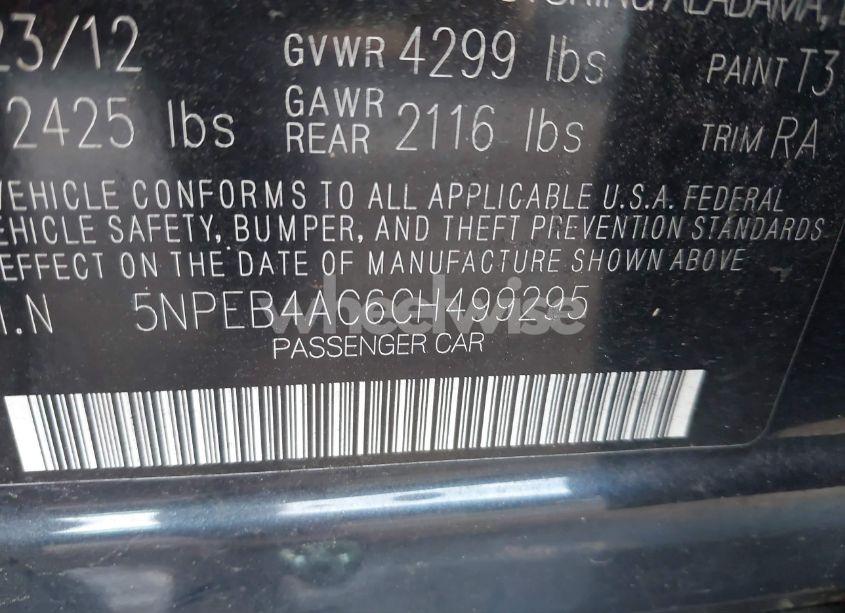 23/12 GVWR 4299 lbs PAINT T3
2425 lbs GAWR REAR 2116 lbs TRIM RA
VEHICLE CONFORMS TO ALL APPLICABLE U.S.A. FEDERAL
EHICLE SAFETY, BUMPER, AND THEFT PREVENTION STANDARDS
EFFECT ON THE DATE OF MANUFACTURE SHOWN ABOVE
I.N 5NPEB4AC6CH499295
wheelwise
PASSENGER CAR